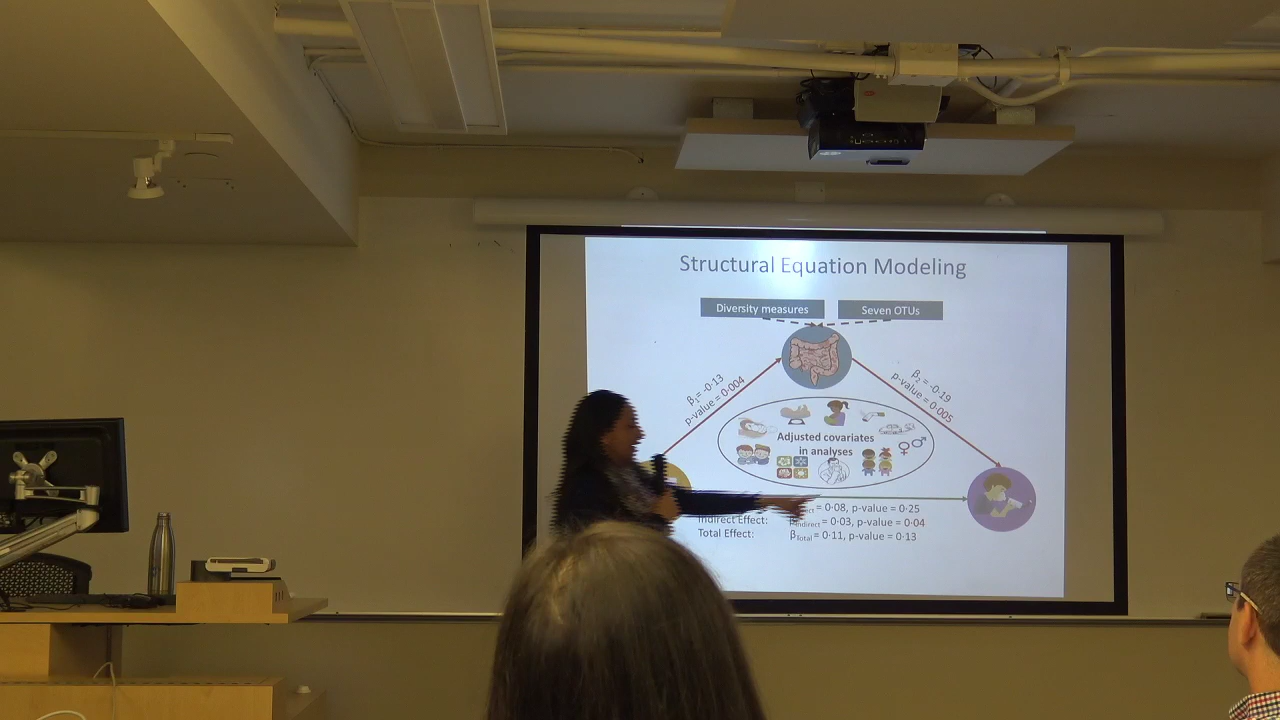 Structural Equation Modeling
Diversity measures
Seven OTUs
β₁= -0·13
p-value = 0·004
β₂ = -0·19
p-value = 0·005
Adjusted covariates
in analyses
= 0·08, p-value = 0·25
Indirect Effect:
Indirect = 0·03, p-value = 0·04
Total Effect:
βTotal = 0·11, p-value = 0·13